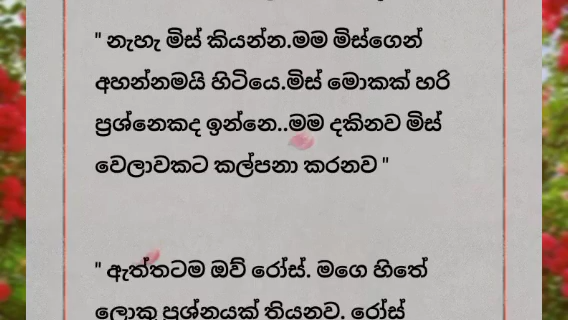 " නැහැ මිස් කියන්න.මම මිස්ගෙන්
අහන්නමයි හිටියෙ.මිස් මොකක් හරි
ප්‍රශ්නෙකද ඉන්නෙ..මම දකිනව මිස්
වෙලාවකට කල්පනා කරනව "
" ඇත්තටම ඔව් රෝස්. මගෙ හිතේ
ලොකු ප්‍රශ්නයක් තියනව. රෝස්